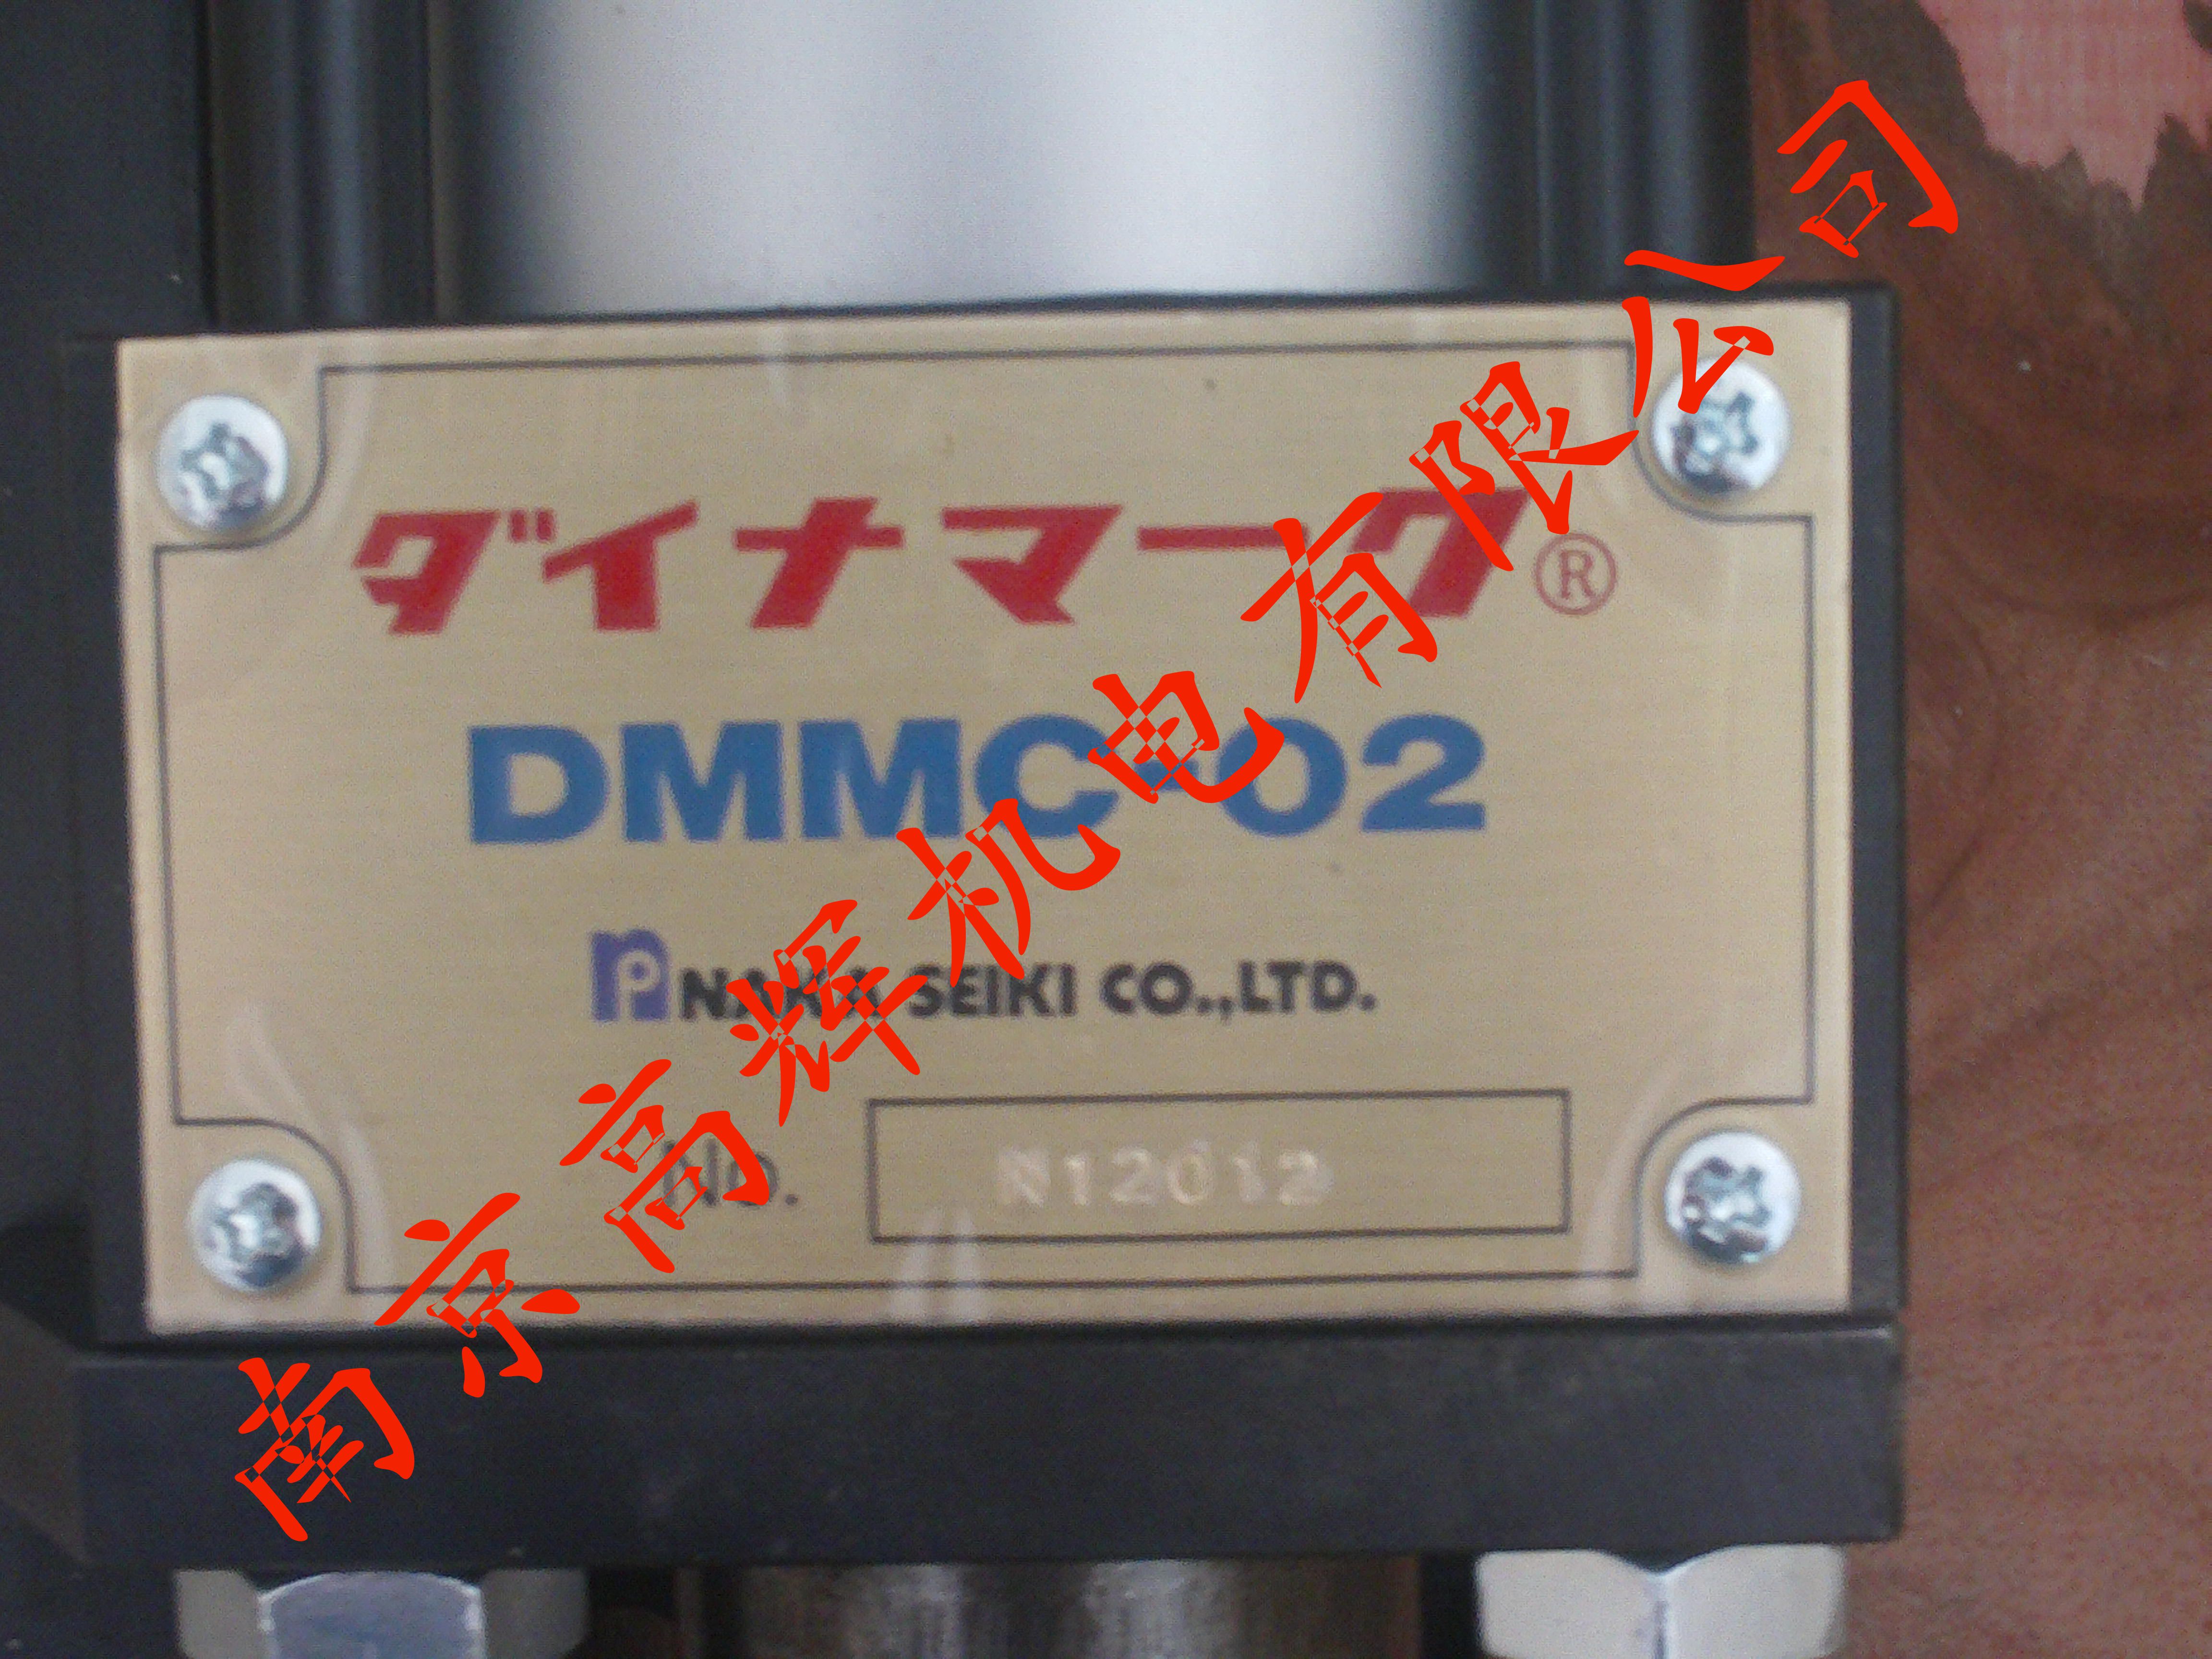 ダイナマーク®
DMMC-02
NAKA SEIKI CO.,LTD.
No. N12012
南京高辉机电有限公司